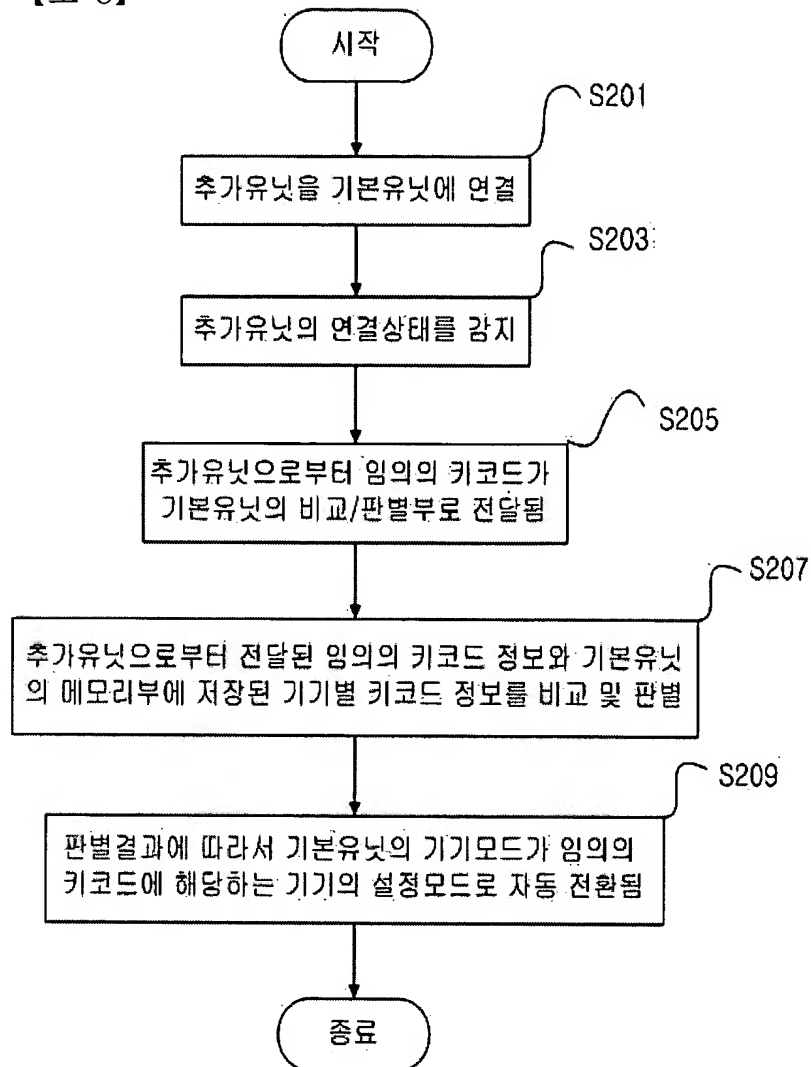 시작
S201
추가유닛을 기본유닛에 연결
S203
추가유닛의 연결상태를 감지
S205
추가유닛으로부터 임의의 키코드가
기본유닛의 비교/판별부로 전달됨
S207
추가유닛으로부터 전달된 임의의 키코드 정보와 기본유닛
의 메모리부에 저장된 기기별 키코드 정보를 비교 및 판별
S209
판별결과에 따라서 기본유닛의 기기모드가 임의의
키코드에 해당하는 기기의 설정모드로 자동 전환됨
종료